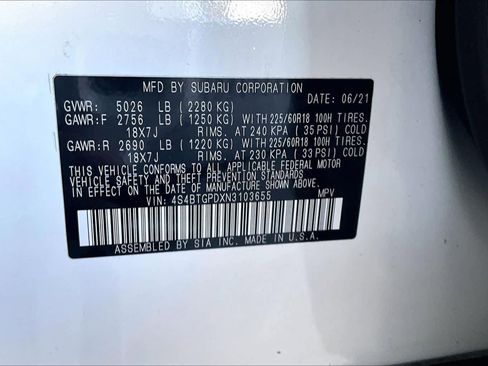 MFD BY SUBARU CORPORATION
GVWR: 5026 LB (2280 KG) DATE: 06/21
GAWR:F 2756 LB (1250 KG) WITH 225/60R18 100H TIRES.
18X7J RIMS. AT 240 KPA (35 PSI) COLD
GAWR:R 2690 LB (1220 KG) WITH 225/60R18 100H TIRES.
18X7J RIMS. AT 230 KPA (33 PSI) COLD
THIS VEHICLE CONFORMS TO ALL APPLICABLE FEDERAL MOTOR
VEHICLE SAFETY AND THEFT PREVENTION STANDARDS
IN EFFECT ON THE DATE OF MANUFACTURE SHOWN ABOVE.
VIN: 4S4BTGPDXN3103655 MPV
ASSEMBLED BY SIA INC. MADE IN U.S.A.